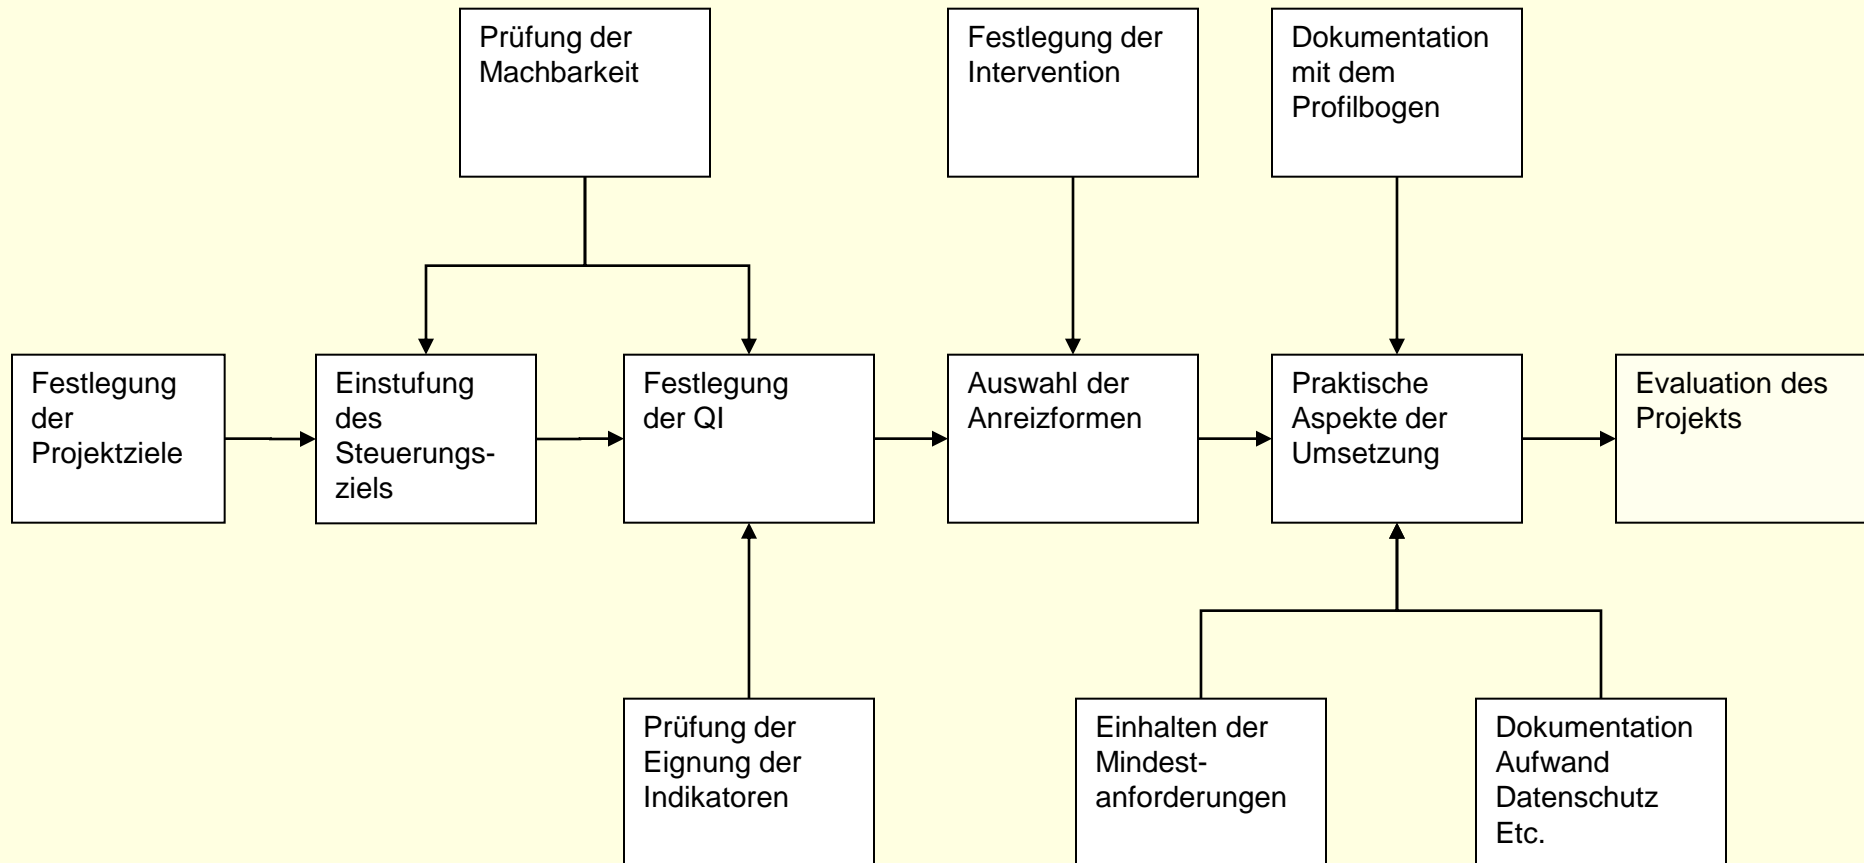 Prüfung der
Machbarkeit
Festlegung der
Intervention
Dokumentation
mit dem
Profilbogen
Festlegung
der
Projektziele
Einstufung
des
Steuerungs-
ziels
Festlegung
der QI
Auswahl der
Anreizformen
Praktische
Aspekte der
Umsetzung
Evaluation des
Projekts
Prüfung der
Eignung der
Indikatoren
Einhalten der
Mindest-
anforderungen
Dokumentation
Aufwand
Datenschutz
Etc.